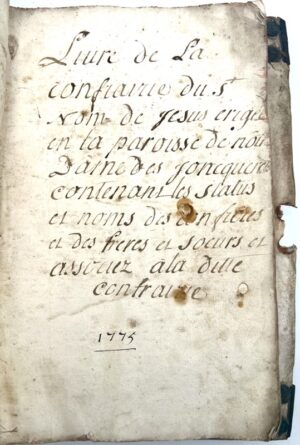 Livre de La
confrairie du St
Nom de Jesus erigée
en la paroisse de notre
Dame des Joncqueret
contenant les status
et noms des confreres
et des freres et soeurs et
associez a la ditte
confrairie
1775